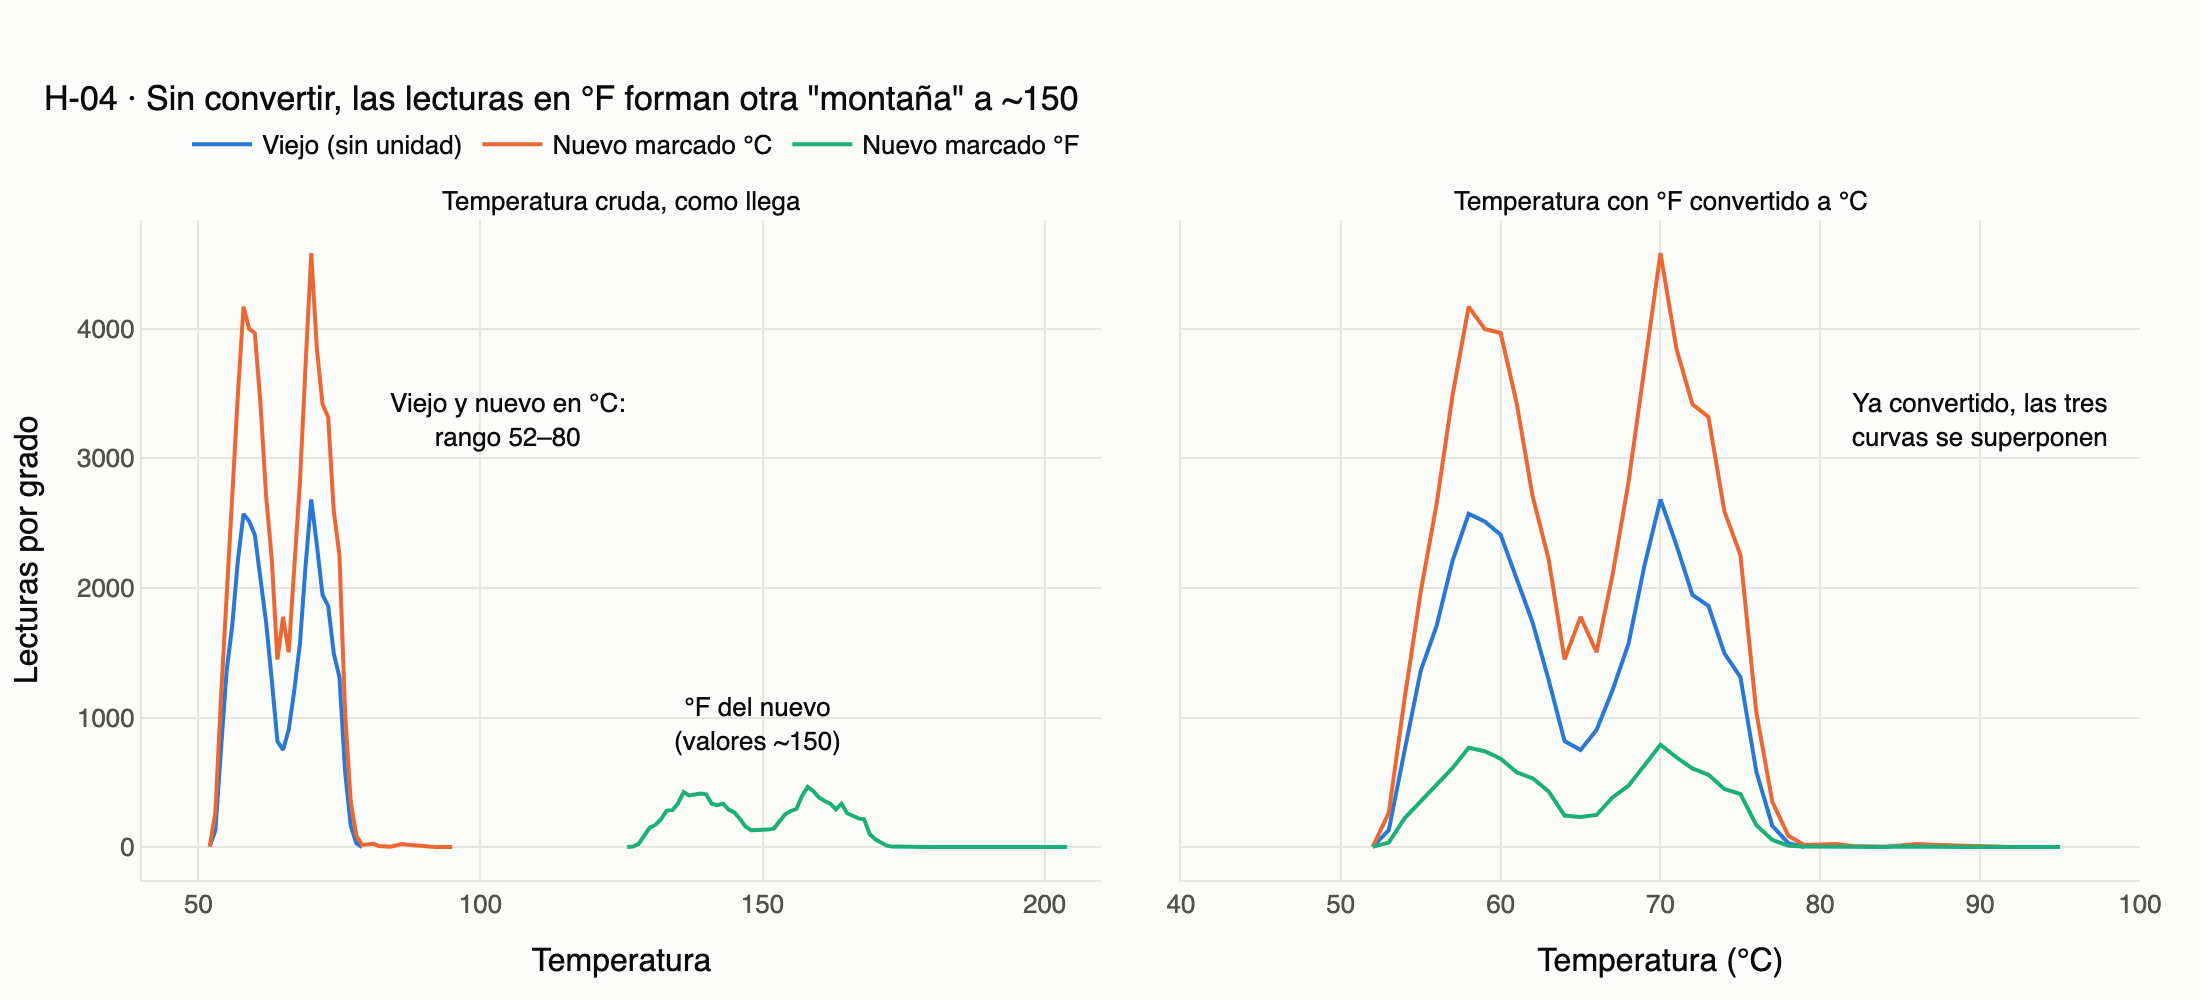 H-04 · Sin convertir, las lecturas en °F forman otra "montaña" a ~150
Viejo (sin unidad)
Nuevo marcado °C
Nuevo marcado °F
Temperatura cruda, como llega
Lecturas por grado
4000
3000
2000
1000
0
Viejo y nuevo en °C:
rango 52–80
°F del nuevo
(valores ~150)
50
100
150
200
Temperatura
Temperatura con °F convertido a °C
Ya convertido, las tres
curvas se superponen
40
50
60
70
80
90
100
Temperatura (°C)